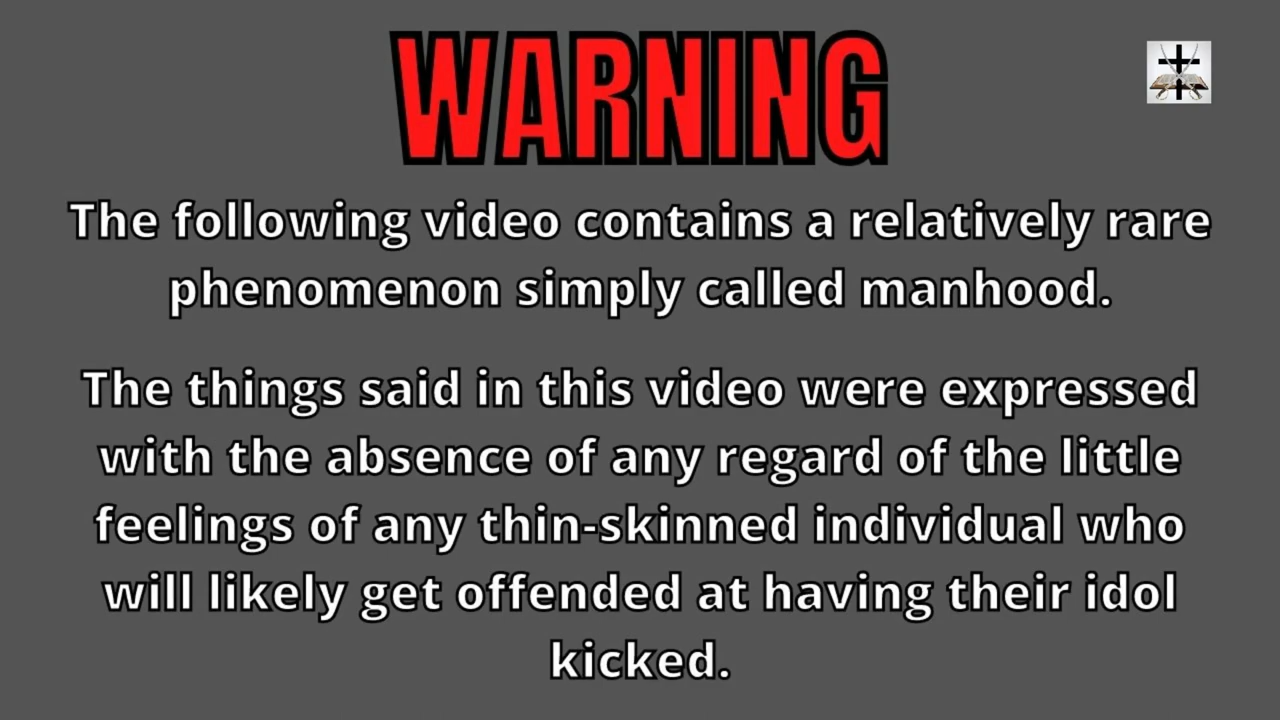 WARNING
The following video contains a relatively rare
phenomenon simply called manhood.
The things said in this video were expressed
with the absence of any regard of the little
feelings of any thin-skinned individual who
will likely get offended at having their idol
kicked.